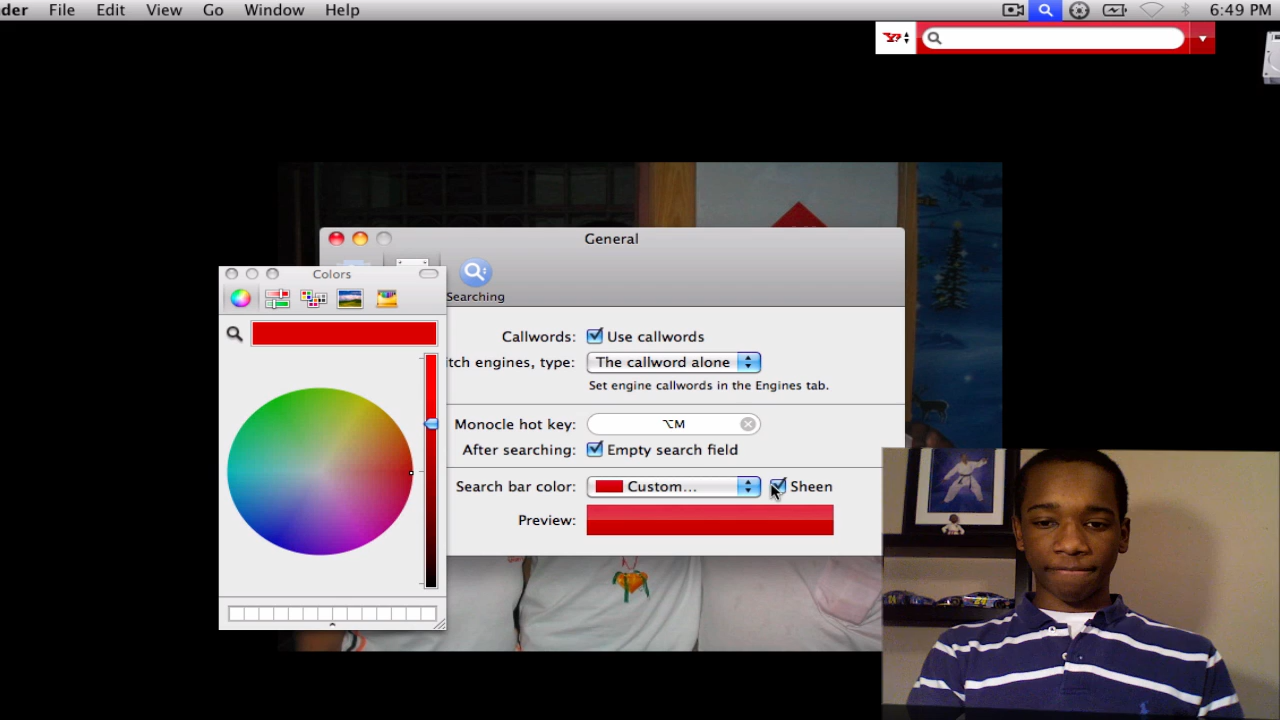 der File Edit View Go Window Help 6:49 PM
Y!
General
Colors
Searching
Callwords: Use callwords
itch engines, type: The callword alone
Set engine callwords in the Engines tab.
Monocle hot key: ⌥M
After searching: Empty search field
Search bar color: Custom... Sheen
Preview: